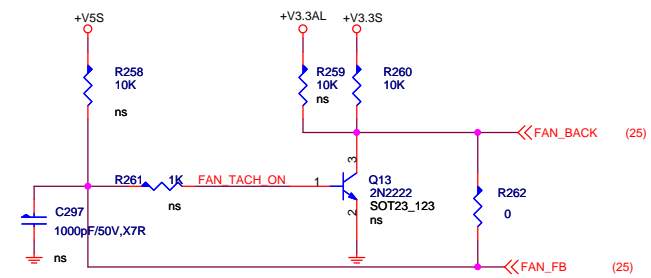 +V5S
+V3.3AL
+V3.3S
R258
10K
ns
R259
10K
ns
R260
10K
FAN_BACK (25)
R261 1K
ns
FAN_TACH_ON
1
3
2
Q13
2N2222
SOT23_123
ns
R262
0
C297
1000pF/50V,X7R
ns
FAN_FB (25)